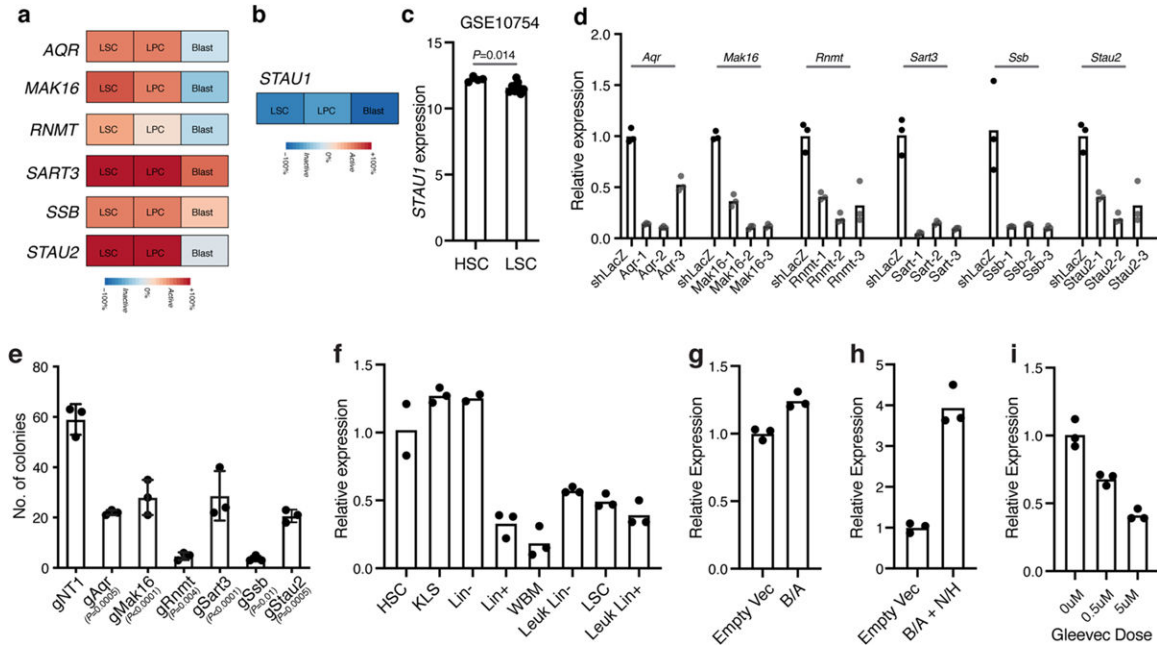 a
AQR
LSC LPC Blast
MAK16
LSC LPC Blast
RNMT
LSC LPC Blast
SART3
LSC LPC Blast
SSB
LSC LPC Blast
STAU2
LSC LPC Blast
−100% Inactive 0% Active +100%
b
STAU1
LSC LPC Blast
−100% Inactive 0% Active +100%
c
GSE10754
P=0.014
STAU1 expression
15
10
5
0
HSC LSC
d
Relative expression
2.0
1.5
1.0
0.5
0.0
Aqr Mak16 Rnmt Sart3 Ssb Stau2
shLacZ Aqr-1 Aqr-2 Aqr-3 shLacZ Mak16-1 Mak16-2 Mak16-3 shLacZ Rnmt-1 Rnmt-2 Rnmt-3 shLacZ Sart-1 Sart-2 Sart-3 shLacZ Ssb-1 Ssb-2 Ssb-3 shLacZ Stau2-1 Stau2-2 Stau2-3
e
No. of colonies
80
60
40
20
0
gNT1 gAqr gMak16 gRnmt gSart3 gSsb gStau2
(P=0.0005) (P<0.0001) (P=0.004) (P<0.0001) (P=0.01) (P=0.0005)
f
Relative Expression
1.5
1.0
0.5
0.0
HSC KLS Lin- Lin+ WBM Leuk Lin- LSC Leuk Lin+
g
Relative Expression
1.5
1.0
0.5
0.0
Empty Vec B/A
h
Relative Expression
5
4
3
2
1
0
Empty Vec B/A + N/H
i
Relative Expression
1.5
1.0
0.5
0.0
0uM 0.5uM 5uM
Gleevec Dose